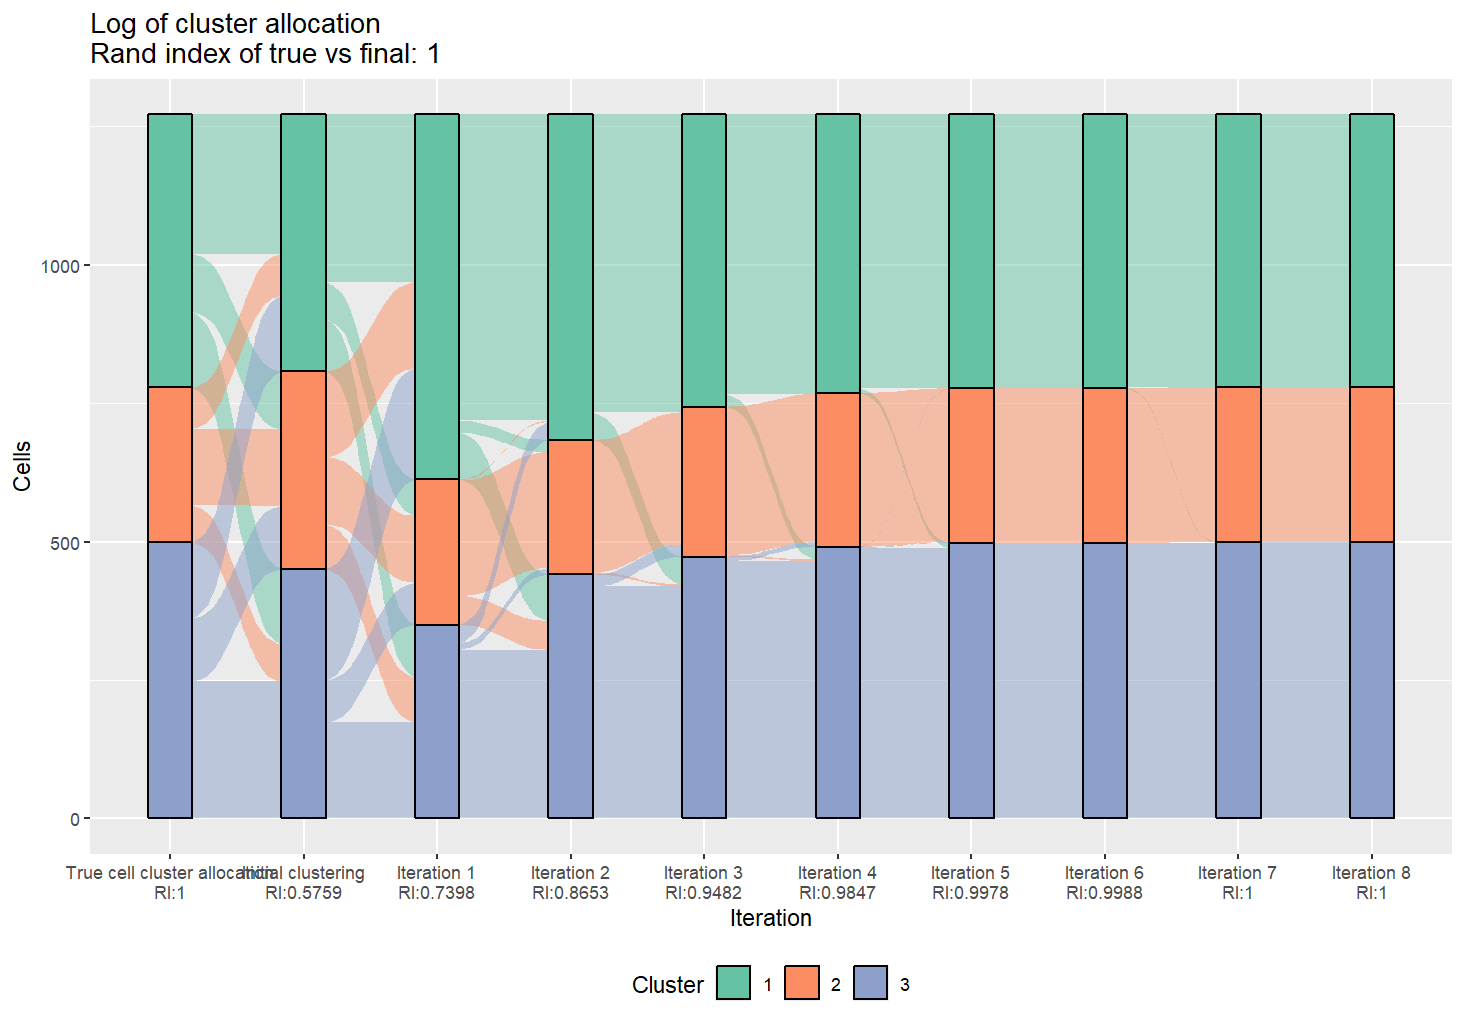 Log of cluster allocation
Rand index of true vs final: 1
Cells
1000
500
0
True cell cluster allocation
RI:1
Initial clustering
RI:0.5759
Iteration 1
RI:0.7398
Iteration 2
RI:0.8653
Iteration 3
RI:0.9482
Iteration 4
RI:0.9847
Iteration 5
RI:0.9978
Iteration 6
RI:0.9988
Iteration 7
RI:1
Iteration 8
RI:1
Iteration
Cluster 1 2 3